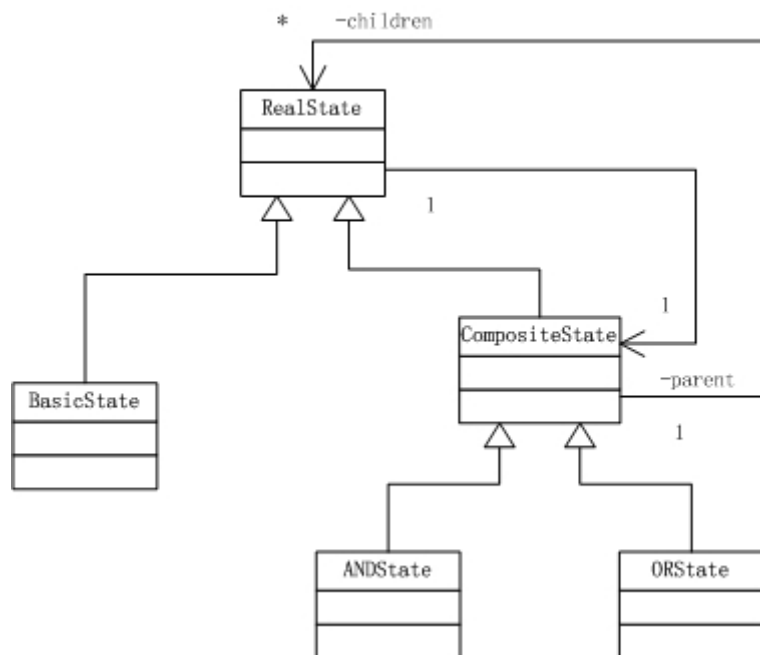 * -children
RealState
1
1
CompositeState
-parent
BasicState
1
ANDState
ORState